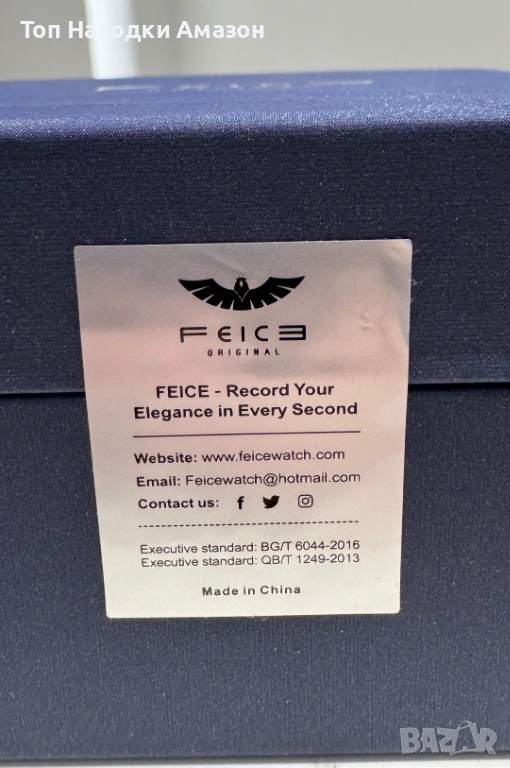 Топ Находки Амазон
FEICE
ORIGINAL
FEICE - Record Your
Elegance in Every Second
Website: www.feicewatch.com
Email: Feicewatch@hotmail.com
Contact us:
Executive standard: BG/T 6044-2016
Executive standard: QB/T 1249-2013
Made in China
BAZAR